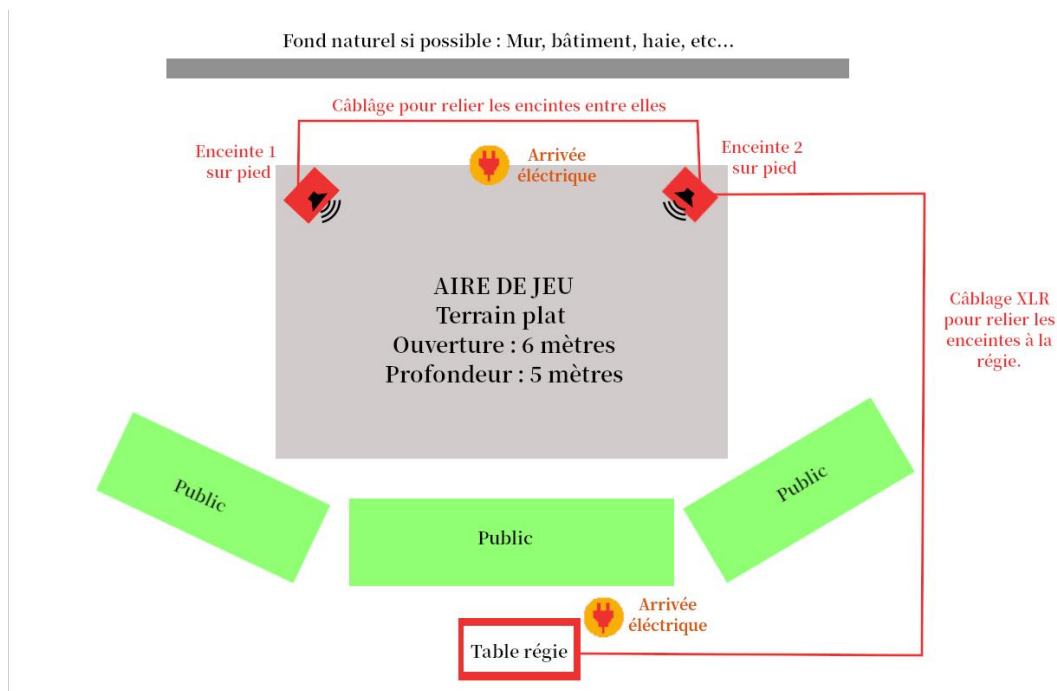 Fond naturel si possible : Mur, bâtiment, haie, etc...
Câblâge pour relier les encintes entre elles
Enceinte 1
sur pied
Arrivée
éléctrique
Enceinte 2
sur pied
AIRE DE JEU
Terrain plat
Ouverture : 6 mètres
Profondeur : 5 mètres
Câblage XLR
pour relier les
enceintes à la
régie.
Public
Public
Public
Arrivée
éléctrique
Table régie